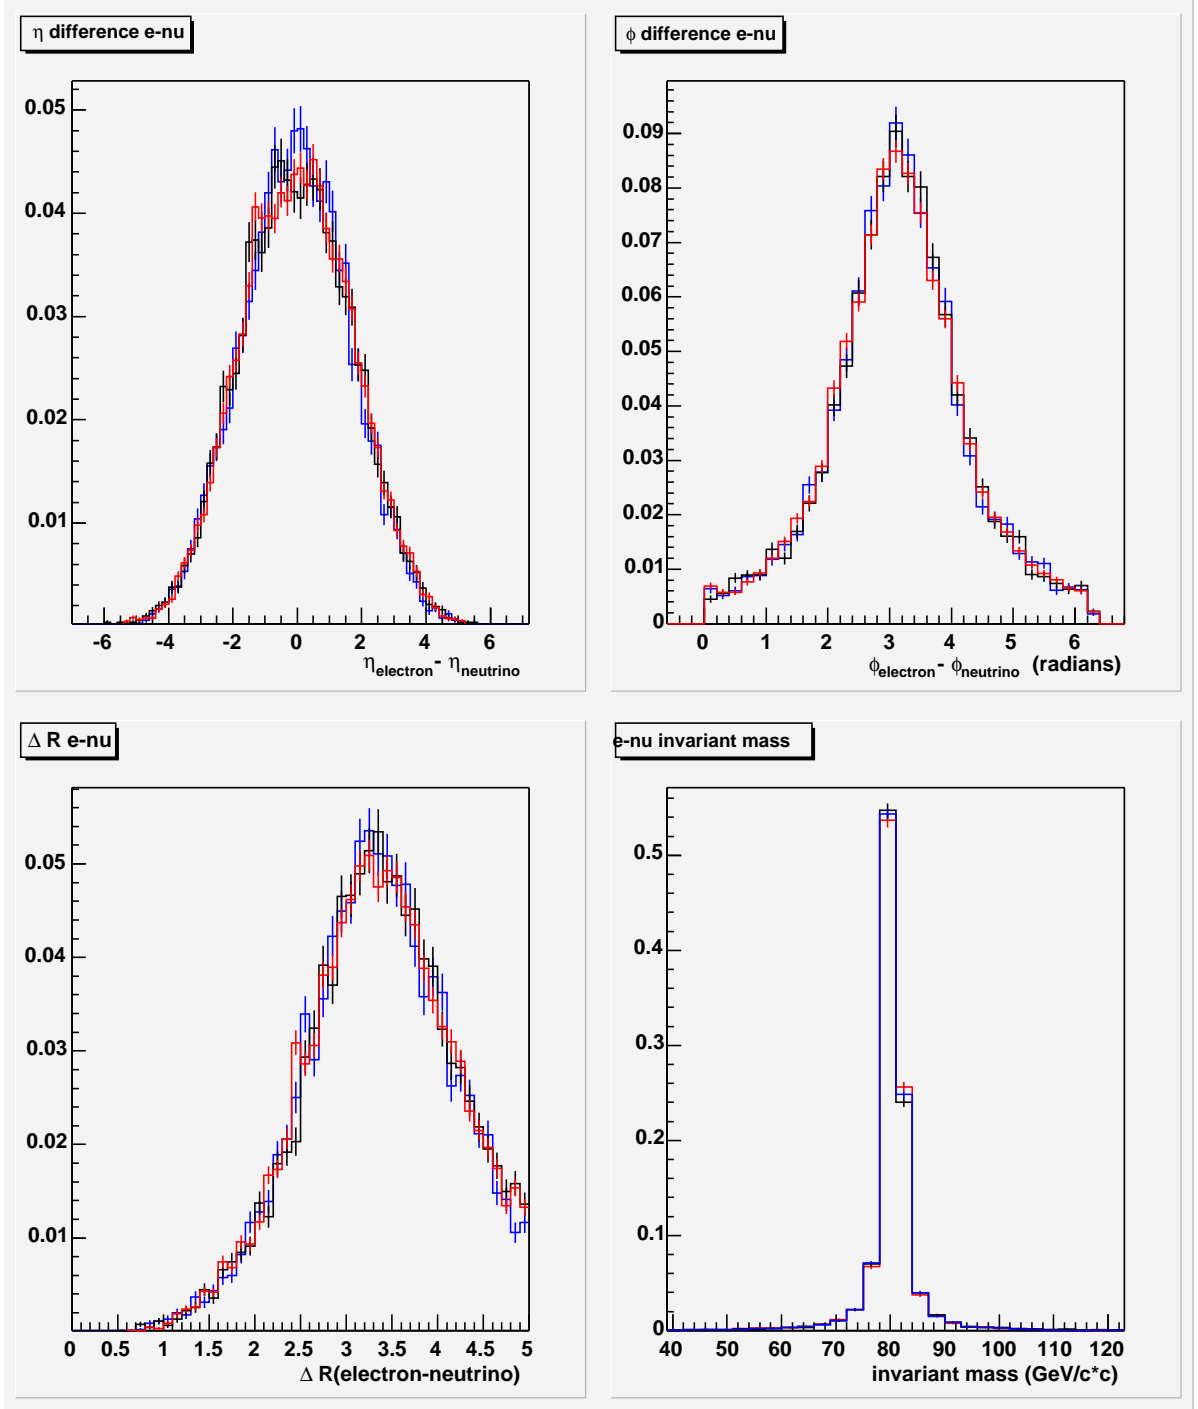 η difference e-nu
0.05
0.04
0.03
0.02
0.01
-6 -4 -2 0 2 4 6
ηelectron- ηneutrino
ϕ difference e-nu
0.09
0.08
0.07
0.06
0.05
0.04
0.03
0.02
0.01
0
0 1 2 3 4 5 6
ϕelectron- ϕneutrino (radians)
Δ R e-nu
0.05
0.04
0.03
0.02
0.01
0 0.5 1 1.5 2 2.5 3 3.5 4 4.5 5
Δ R(electron-neutrino)
e-nu invariant mass
0.5
0.4
0.3
0.2
0.1
0
40 50 60 70 80 90 100 110 120
invariant mass (GeV/c*c)